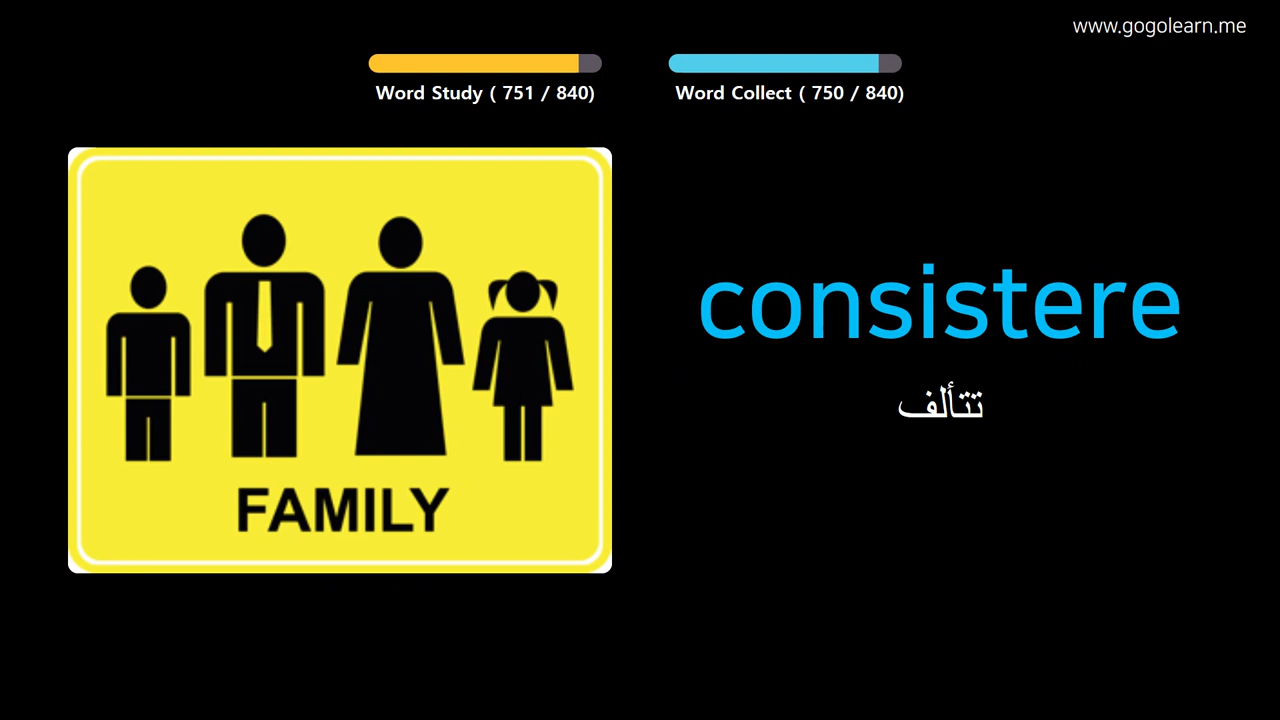 www.gogolearn.me
Word Study ( 751 / 840)
Word Collect ( 750 / 840)
consistere
تتألف
FAMILY